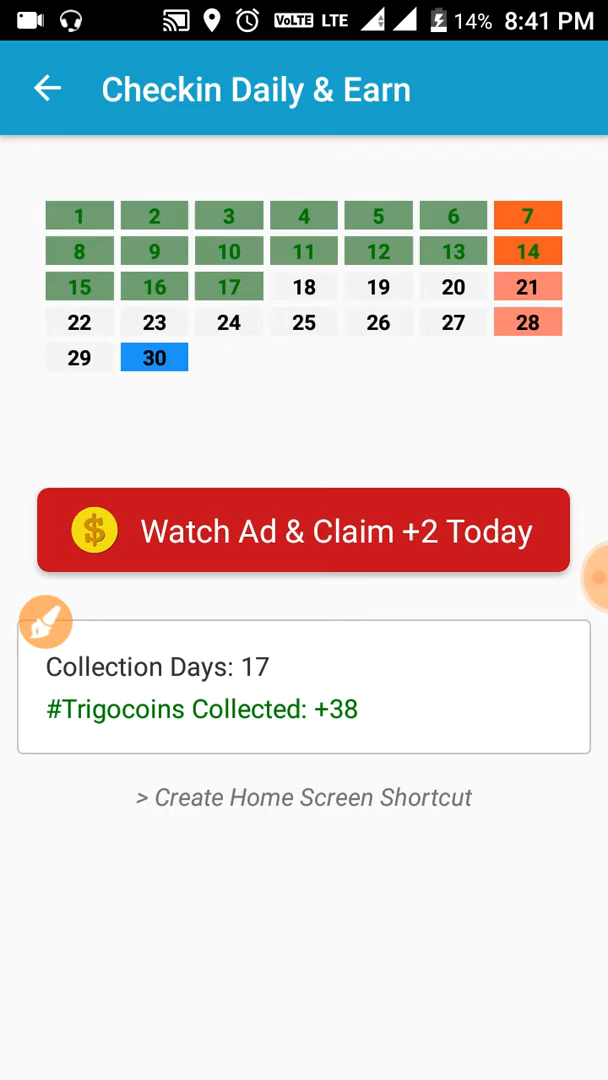 VoLTE LTE 14% 8:41 PM
Checkin Daily & Earn
1 2 3 4 5 6 7
8 9 10 11 12 13 14
15 16 17 18 19 20 21
22 23 24 25 26 27 28
29 30
$ Watch Ad & Claim +2 Today
Collection Days: 17
#Trigocoins Collected: +38
> Create Home Screen Shortcut